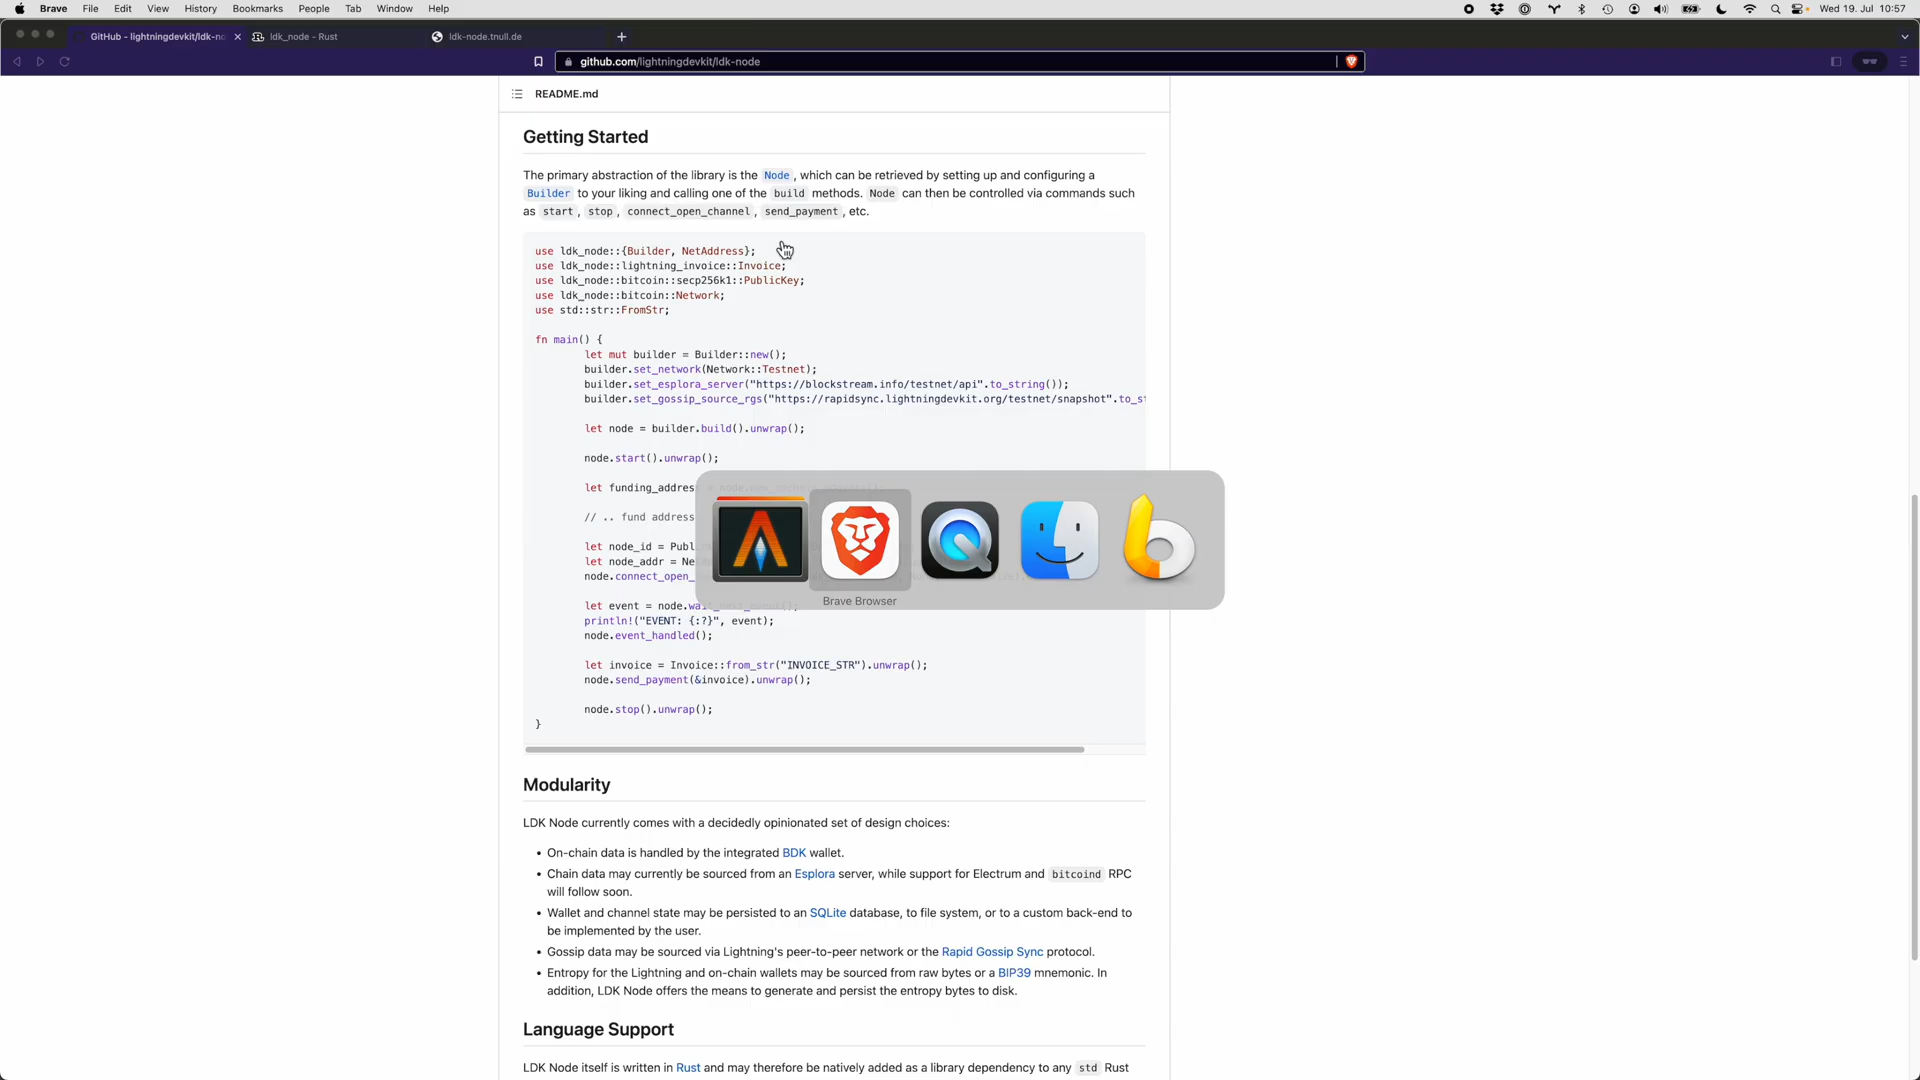 Brave File Edit View History Bookmarks People Tab Window Help Wed 19. Jul 10:57
GitHub - lightningdevkit/ldk-no ldk_node - Rust ldk-node.tnull.de
github.com/lightningdevkit/ldk-node
README.md
Getting Started
The primary abstraction of the library is the Node, which can be retrieved by setting up and configuring a
Builder to your liking and calling one of the build methods. Node can then be controlled via commands such
as start, stop, connect_open_channel, send_payment, etc.
use ldk_node::{Builder, NetAddress};
use ldk_node::lightning_invoice::Invoice;
use ldk_node::bitcoin::secp256k1::PublicKey;
use ldk_node::bitcoin::Network;
use std::str::FromStr;
fn main() {
let mut builder = Builder::new();
builder.set_network(Network::Testnet);
builder.set_esplora_server("https://blockstream.info/testnet/api".to_string());
builder.set_gossip_source_rgs("https://rapidsync.lightningdevkit.org/testnet/snapshot".to_st
let node = builder.build().unwrap();
node.start().unwrap();
let funding_addres
// .. fund address
let node_id = Publ
let node_addr = Ne
node.connect_open_
let event = node.wai
println!("EVENT: {:?}", event);
node.event_handled();
let invoice = Invoice::from_str("INVOICE_STR").unwrap();
node.send_payment(&invoice).unwrap();
node.stop().unwrap();
}
Brave Browser
Modularity
LDK Node currently comes with a decidedly opinionated set of design choices:
• On-chain data is handled by the integrated BDK wallet.
• Chain data may currently be sourced from an Esplora server, while support for Electrum and bitcoind RPC
will follow soon.
• Wallet and channel state may be persisted to an SQLite database, to file system, or to a custom back-end to
be implemented by the user.
• Gossip data may be sourced via Lightning's peer-to-peer network or the Rapid Gossip Sync protocol.
• Entropy for the Lightning and on-chain wallets may be sourced from raw bytes or a BIP39 mnemonic. In
addition, LDK Node offers the means to generate and persist the entropy bytes to disk.
Language Support
LDK Node itself is written in Rust and may therefore be natively added as a library dependency to any std Rust